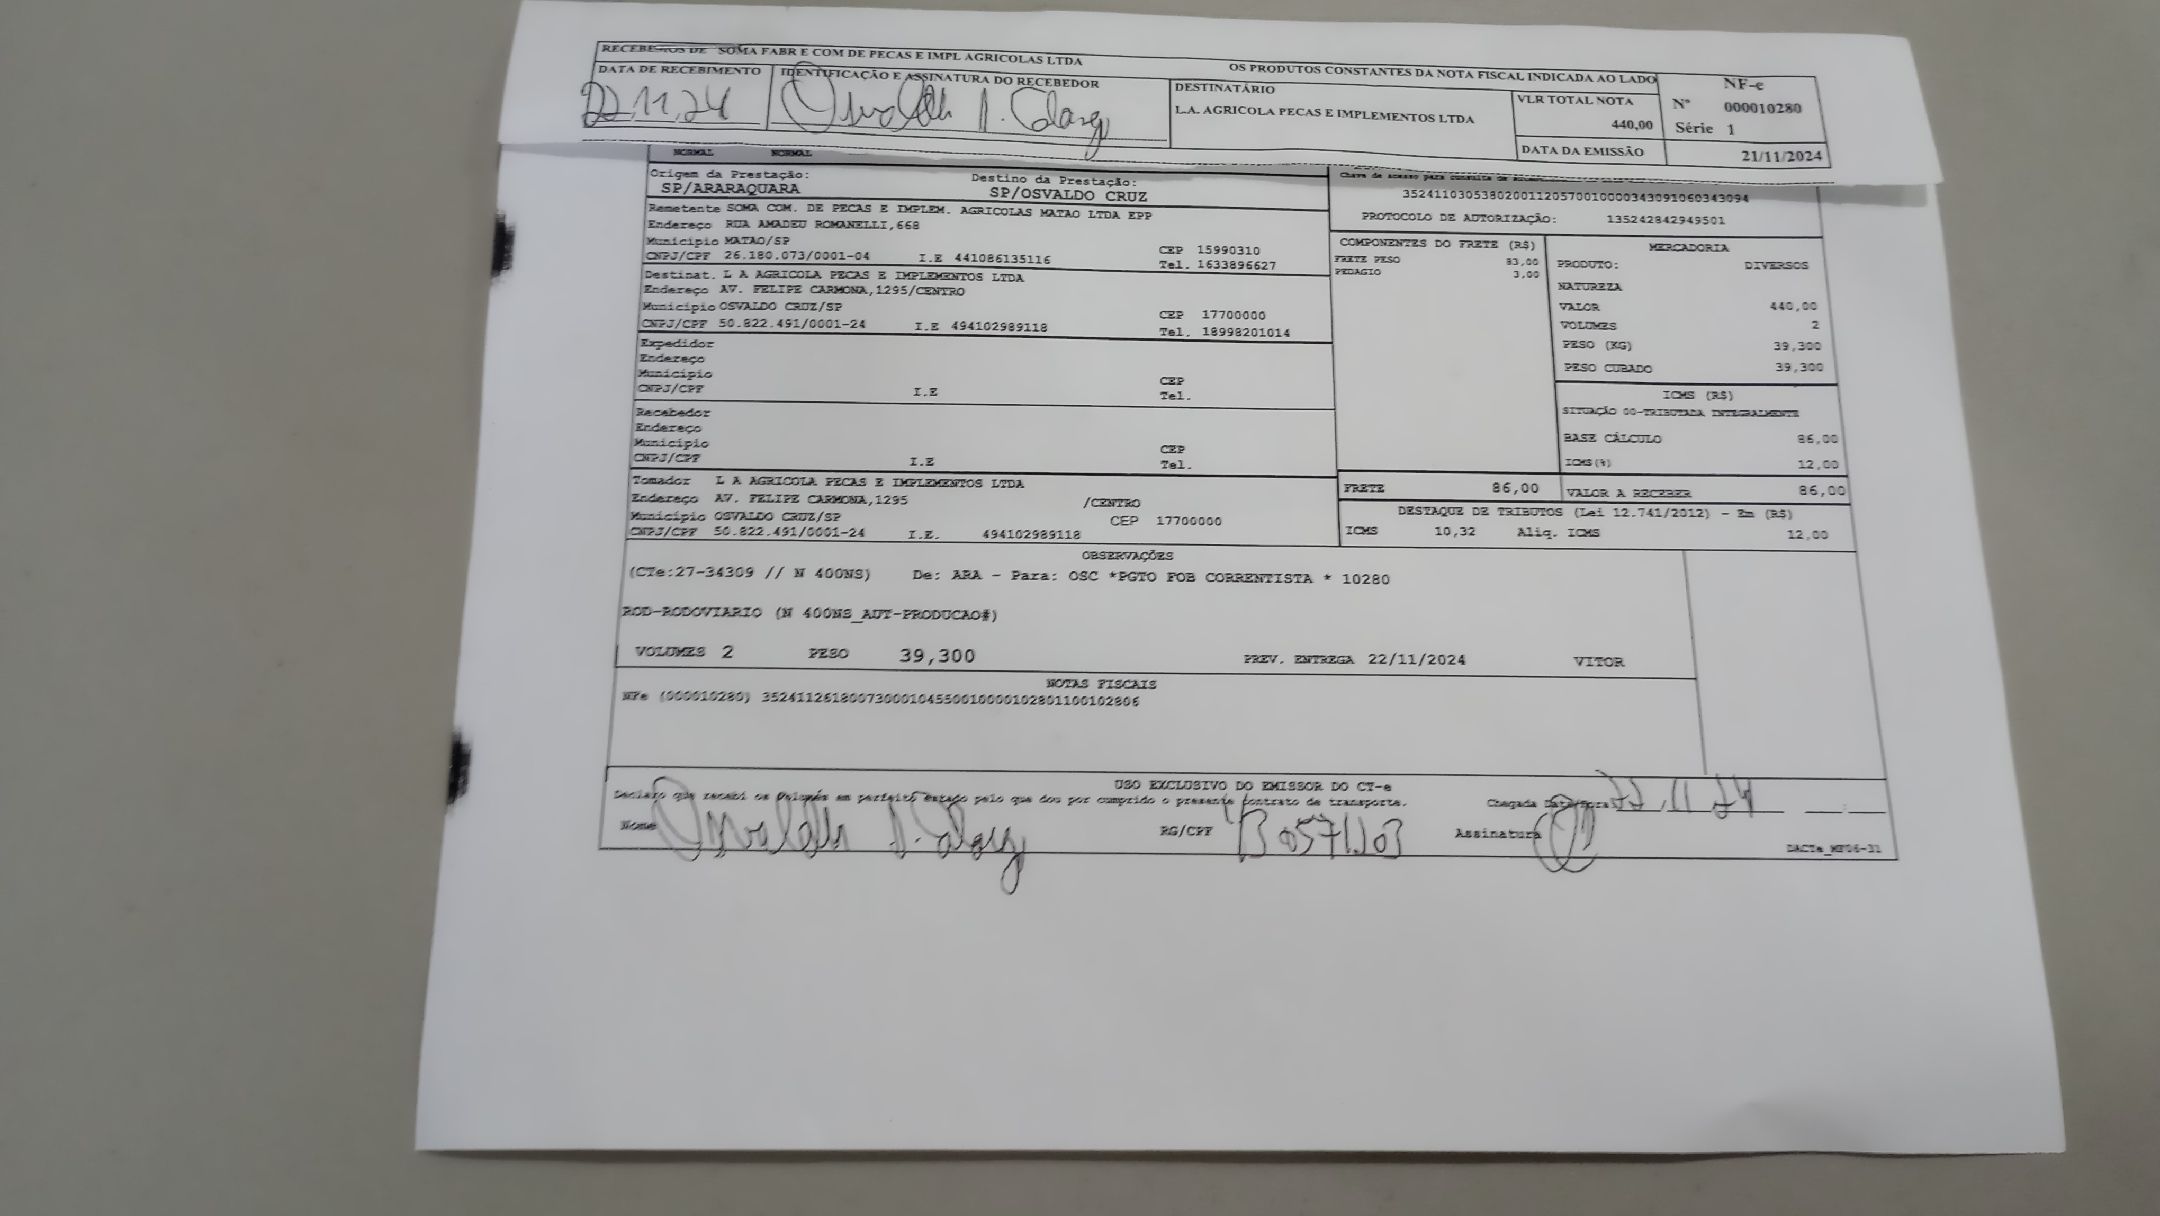 RECEBEMOS DE SOMA FABR E COM DE PECAS E IMPL AGRICOLAS LTDA OS PRODUTOS CONSTANTES DA NOTA FISCAL INDICADA AO LADO
DATA DE RECEBIMENTO IDENTIFICAÇÃO E ASSINATURA DO RECEBEDOR
22,11,24
DESTINATÁRIO
L.A. AGRICOLA PECAS E IMPLEMENTOS LTDA
VLR TOTAL NOTA
440,00
DATA DA EMISSÃO 21/11/2024
NF-e
Nº 000010280
Série 1
NORMAL NORMAL
Origem da Prestação: Destino da Prestação:
SP/ARARAQUARA SP/OSVALDO CRUZ
Chave de acesso para consulta de
35241103053802001120570010000343091060343094
PROTOCOLO DE AUTORIZAÇÃO: 135242842949501
Remetente SOMA COM. DE PECAS E IMPLEM. AGRICOLAS MATAO LTDA EPP
Endereço RUA AMADEU ROMANELLI,668
Município MATAO/SP CEP 15990310
CNPJ/CPF 26.180.073/0001-04 I.E 441086135116 Tel. 1633896627
Destinat. L A AGRICOLA PECAS E IMPLEMENTOS LTDA
Endereço AV. FELIPE CARMONA,1295/CENTRO
Município OSVALDO CRUZ/SP CEP 17700000
CNPJ/CPF 50.822.491/0001-24 I.E 494102989118 Tel. 18998201014
Expedidor
Endereço
Município CEP
CNPJ/CPF I.E Tel.
Recebedor
Endereço
Município CEP
CNPJ/CPF I.E Tel.
Tomador L A AGRICOLA PECAS E IMPLEMENTOS LTDA
Endereço AV. FELIPE CARMONA,1295 /CENTRO
Município OSVALDO CRUZ/SP CEP 17700000
CNPJ/CPF 50.822.491/0001-24 I.E. 494102989118
COMPONENTES DO FRETE (R$)
FRETE PESO 83,00
PEDAGIO 3,00
MERCADORIA
PRODUTO: DIVERSOS
NATUREZA
VALOR 440,00
VOLUMES 2
PESO (KG) 39,300
PESO CUBADO 39,300
ICMS (R$)
SITUAÇÃO 00-TRIBUTADA INTEGRALMENTE
BASE CÁLCULO 86,00
ICMS(%) 12,00
FRETE 86,00 VALOR A RECEBER 86,00
DESTAQUE DE TRIBUTOS (Lei 12.741/2012) - Em (R$)
ICMS 10,32 Aliq. ICMS 12,00
OBSERVAÇÕES
(CTe:27-34309 // N 400NS) De: ARA - Para: OSC *PGTO FOB CORRENTISTA * 10280
ROD-RODOVIARIO (N 400NS_AUT-PRODUCAO#)
VOLUMES 2 PESO 39,300 PREV. ENTREGA 22/11/2024 VITOR
NOTAS FISCAIS
NFe (000010280) 35241126180073000104550010000102801100102806
USO EXCLUSIVO DO EMISSOR DO CT-e
Declaro que recebi os Volumes em perfeito estado pelo que dou por cumprido o presente contrato de transporte.
Chegada Data/Hora 22,11,24 __:__
Nome RG/CPF Assinatura
DACTe_MF06-31